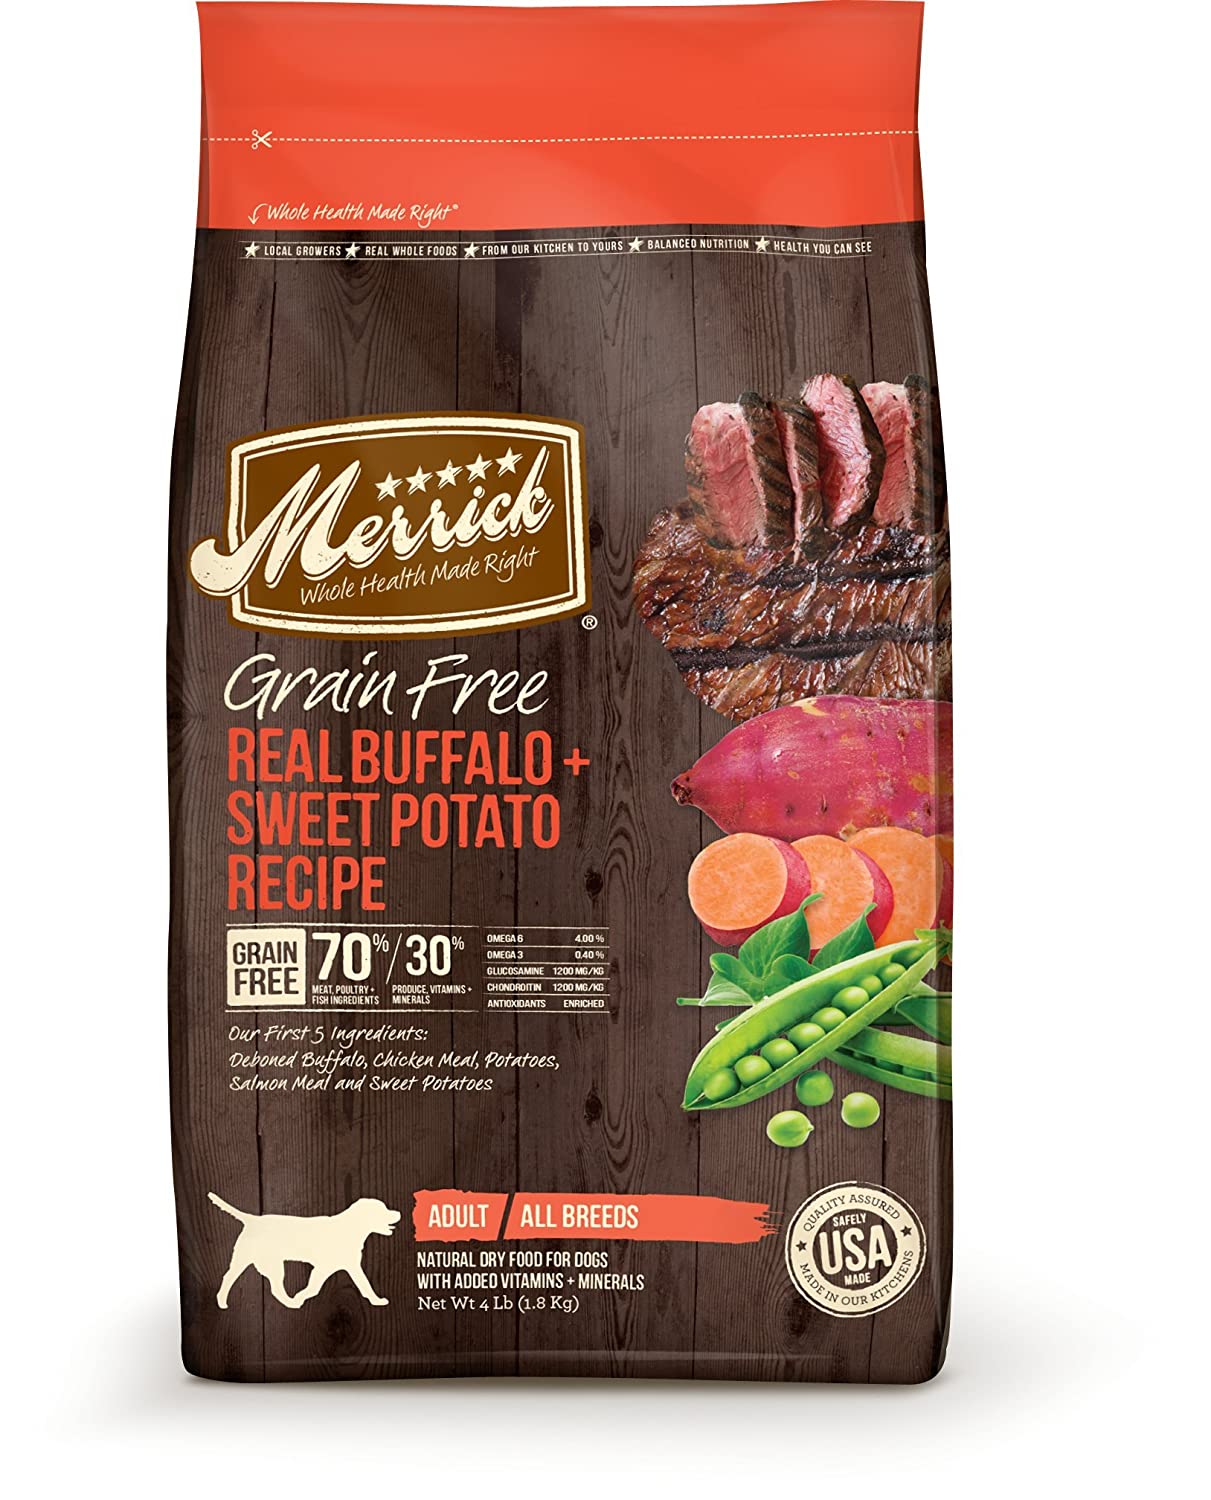 Whole Health Made Right®
LOCAL GROWERS ★ REAL WHOLE FOODS ★ FROM OUR KITCHEN TO YOURS ★ BALANCED NUTRITION ★ HEALTH YOU CAN SEE
Merrick
Whole Health Made Right
®
Grain Free
REAL BUFFALO +
SWEET POTATO
RECIPE
GRAIN
FREE
70%/30%
MEAT, POULTRY +
FISH INGREDIENTS
PRODUCE, VITAMINS +
MINERALS
OMEGA 6 4.00 %
OMEGA 3 0.40 %
GLUCOSAMINE 1200 MG/KG
CHONDROITIN 1200 MG/KG
ANTIOXIDANTS ENRICHED
Our First 5 Ingredients:
Deboned Buffalo, Chicken Meal, Potatoes,
Salmon Meal and Sweet Potatoes
ADULT / ALL BREEDS
NATURAL DRY FOOD FOR DOGS
WITH ADDED VITAMINS + MINERALS
Net Wt 4 Lb (1.8 Kg)
QUALITY ASSURED
SAFELY
USA
MADE
MADE IN OUR KITCHENS